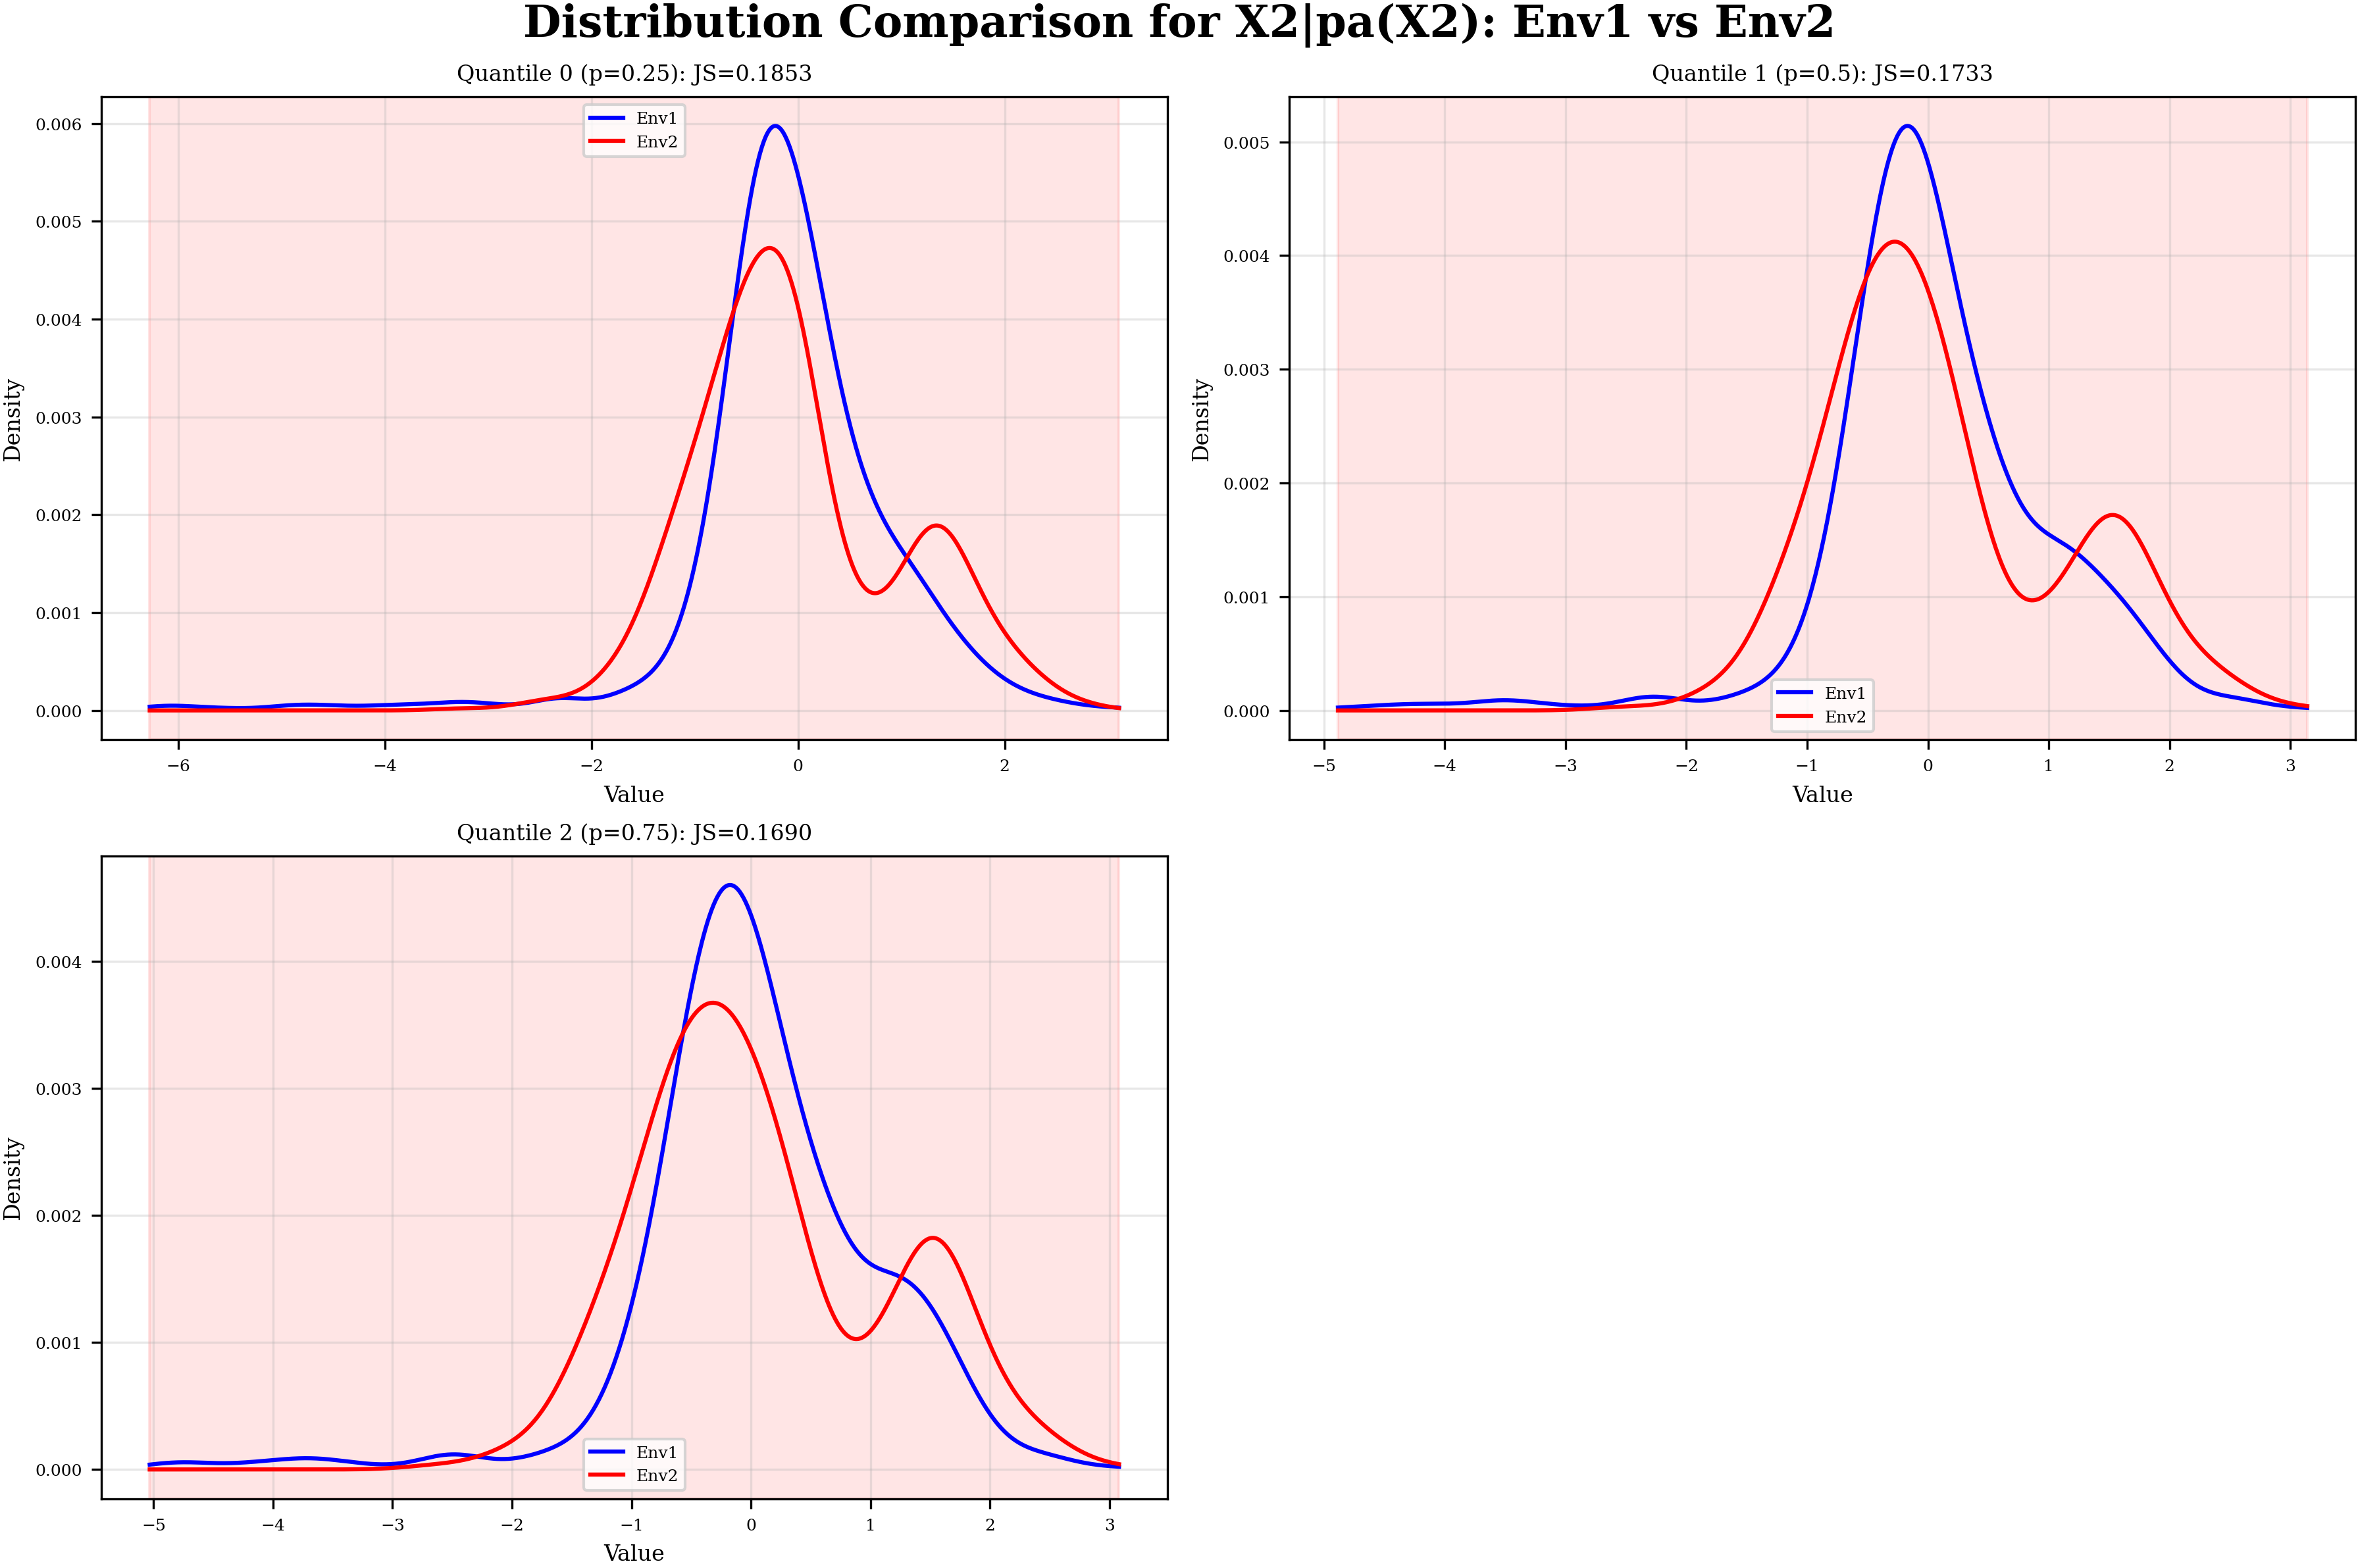 Distribution Comparison for X2|pa(X2): Env1 vs Env2
Quantile 0 (p=0.25): JS=0.1853
Env1
Env2
0.006
0.005
0.004
0.003
0.002
0.001
0.000
Density
−6 −4 −2 0 2
Value
Quantile 1 (p=0.5): JS=0.1733
0.005
0.004
0.003
0.002
0.001
0.000
Density
Env1
Env2
−5 −4 −3 −2 −1 0 1 2 3
Value
Quantile 2 (p=0.75): JS=0.1690
0.004
0.003
0.002
0.001
0.000
Density
Env1
Env2
−5 −4 −3 −2 −1 0 1 2 3
Value